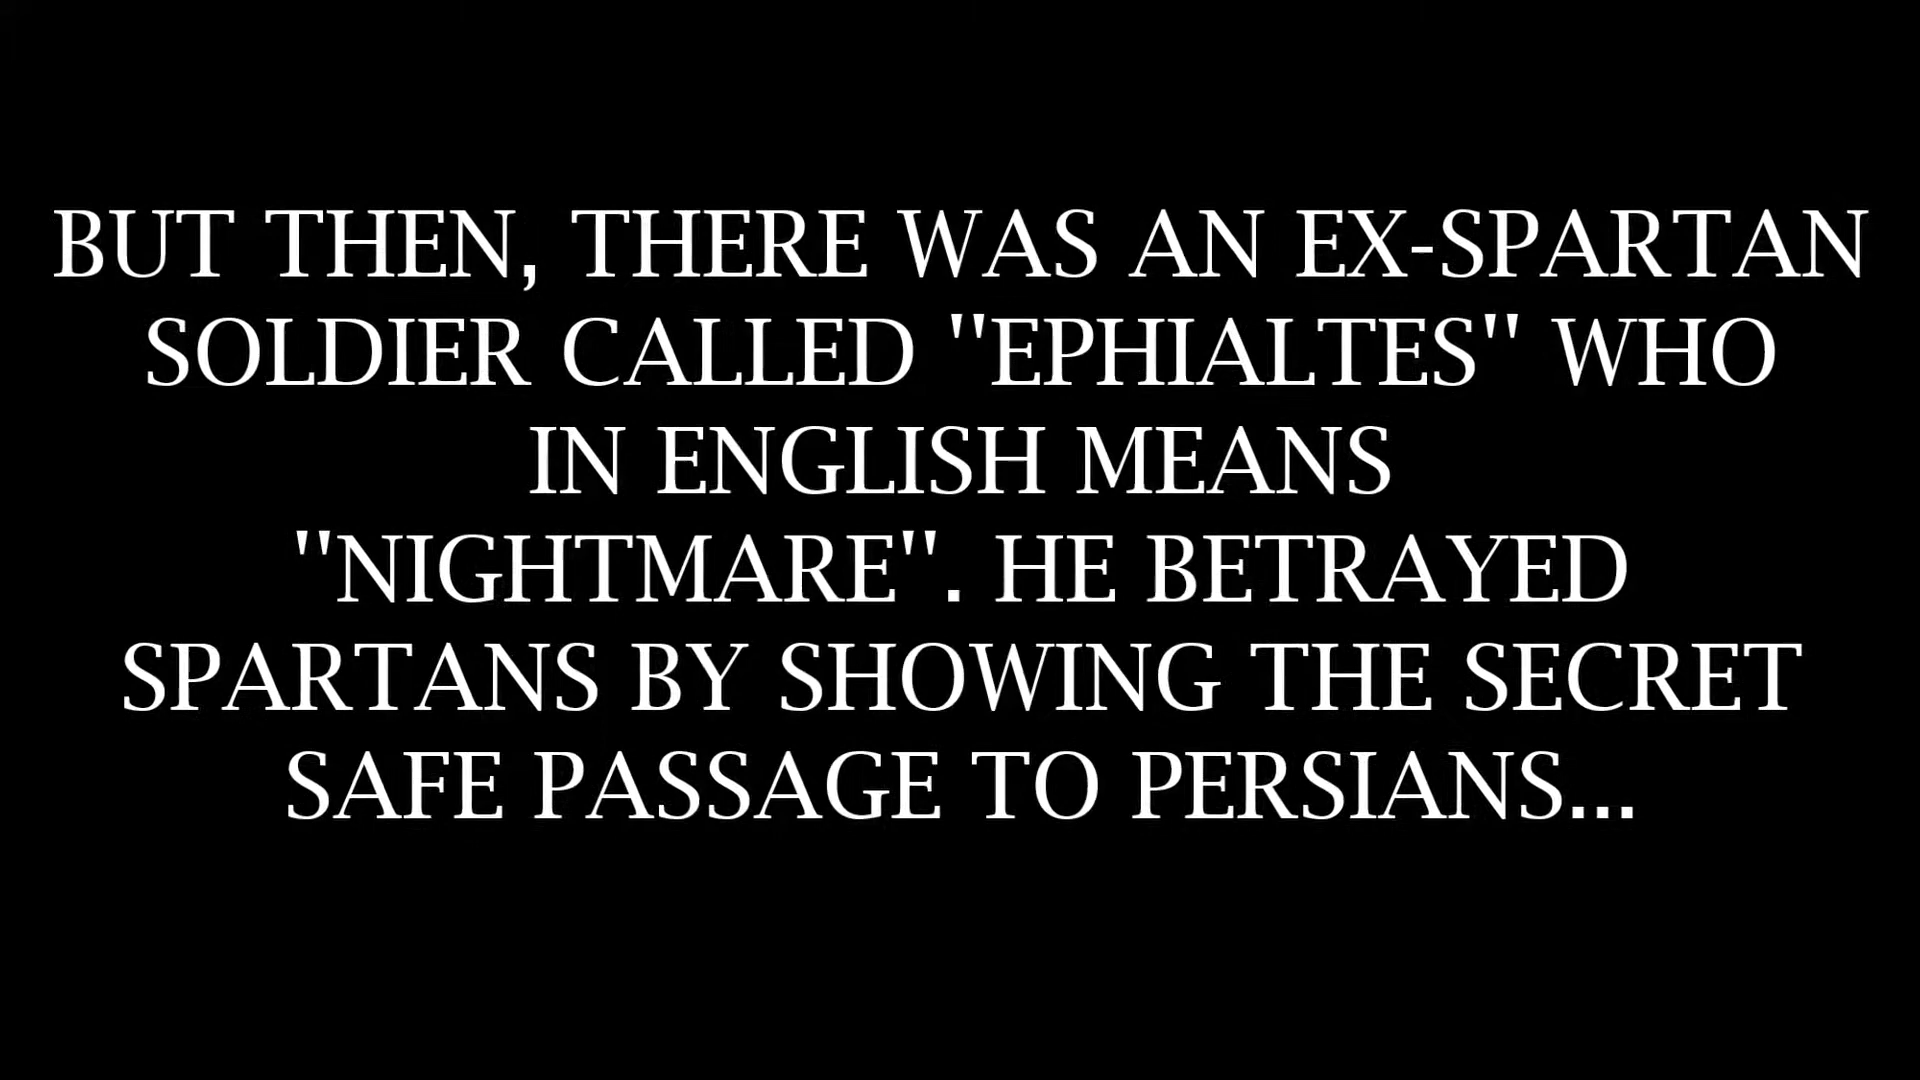 BUT THEN, THERE WAS AN EX-SPARTAN
SOLDIER CALLED "EPHIALTES" WHO
IN ENGLISH MEANS
"NIGHTMARE". HE BETRAYED
SPARTANS BY SHOWING THE SECRET
SAFE PASSAGE TO PERSIANS...